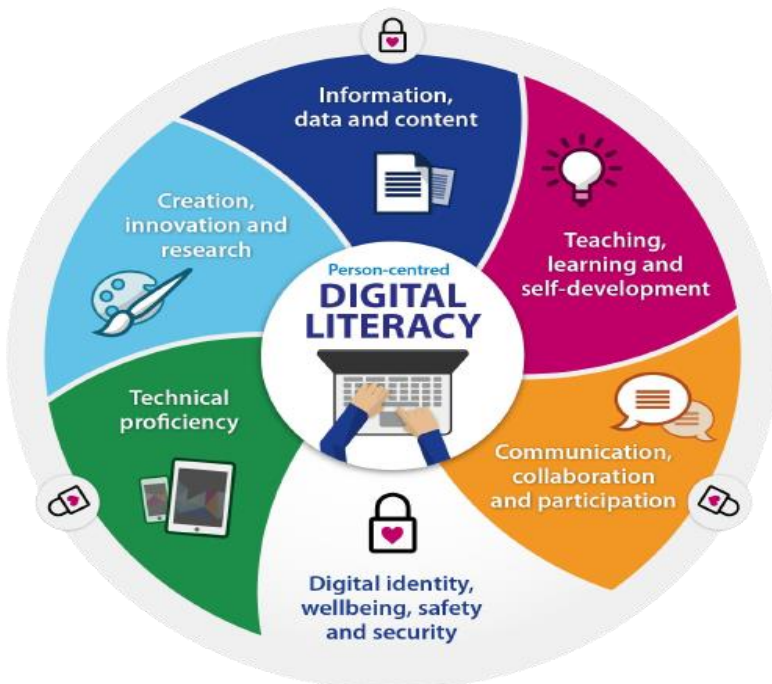 Information,
data and content
Teaching,
learning and
self-development
Communication,
collaboration
and participation
Digital identity,
wellbeing, safety
and security
Technical
proficiency
Creation,
innovation and
research
Person-centred
DIGITAL
LITERACY